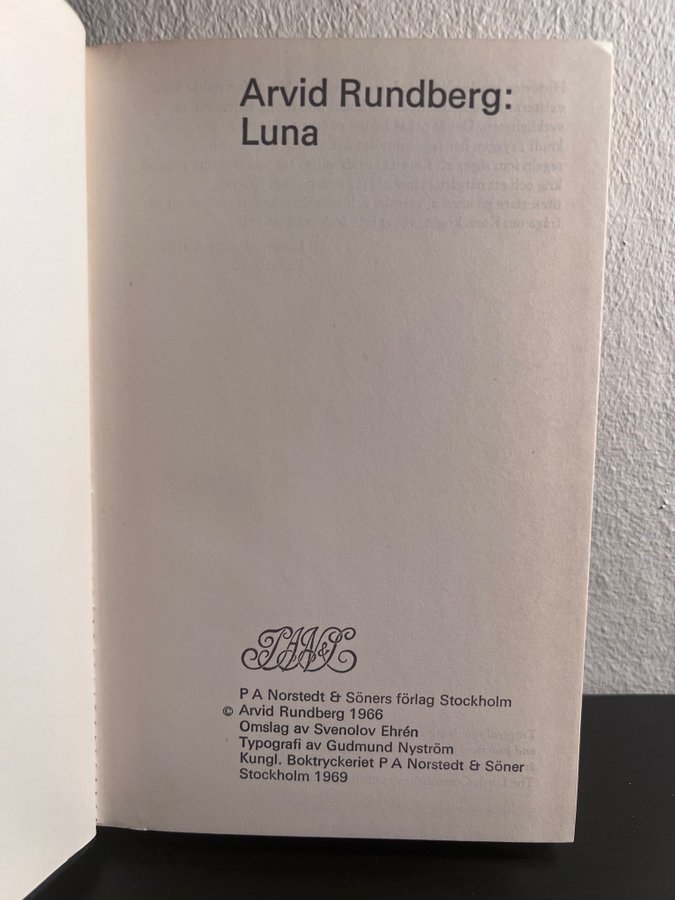 Arvid Rundberg:
Luna
P A N & S
P A Norstedt & Söners förlag Stockholm
© Arvid Rundberg 1966
Omslag av Svenolov Ehrén
Typografi av Gudmund Nyström
Kungl. Boktryckeriet P A Norstedt & Söner
Stockholm 1969